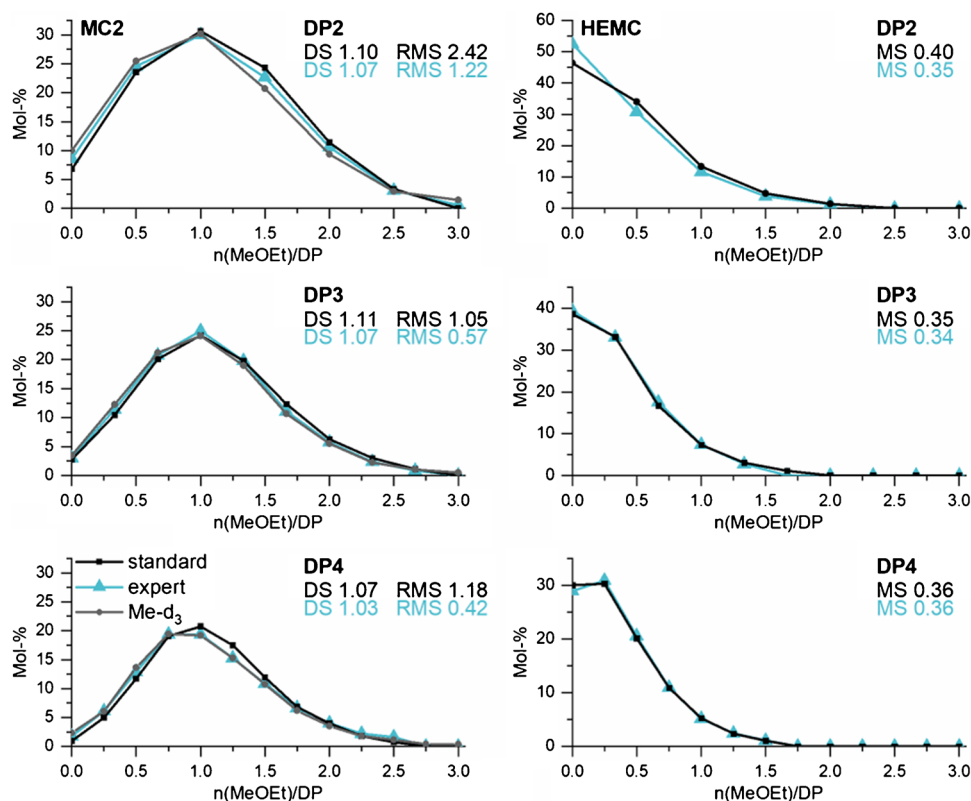 MC2 DP2
DS 1.10 RMS 2.42
DS 1.07 RMS 1.22
Mol-%
30
25
20
15
10
5
0
0.0 0.5 1.0 1.5 2.0 2.5 3.0
n(MeOEt)/DP
HEMC DP2
MS 0.40
MS 0.35
Mol-%
60
50
40
30
20
10
0
0.0 0.5 1.0 1.5 2.0 2.5 3.0
n(MeOEt)/DP
DP3
DS 1.11 RMS 1.05
DS 1.07 RMS 0.57
Mol-%
30
25
20
15
10
5
0
0.0 0.5 1.0 1.5 2.0 2.5 3.0
n(MeOEt)/DP
DP3
MS 0.35
MS 0.34
Mol-%
40
30
20
10
0
0.0 0.5 1.0 1.5 2.0 2.5 3.0
n(MeOEt)/DP
standard
expert
Me-d₃
DP4
DS 1.07 RMS 1.18
DS 1.03 RMS 0.42
Mol-%
30
25
20
15
10
5
0
0.0 0.5 1.0 1.5 2.0 2.5 3.0
n(MeOEt)/DP
DP4
MS 0.36
MS 0.36
Mol-%
30
20
10
0
0.0 0.5 1.0 1.5 2.0 2.5 3.0
n(MeOEt)/DP